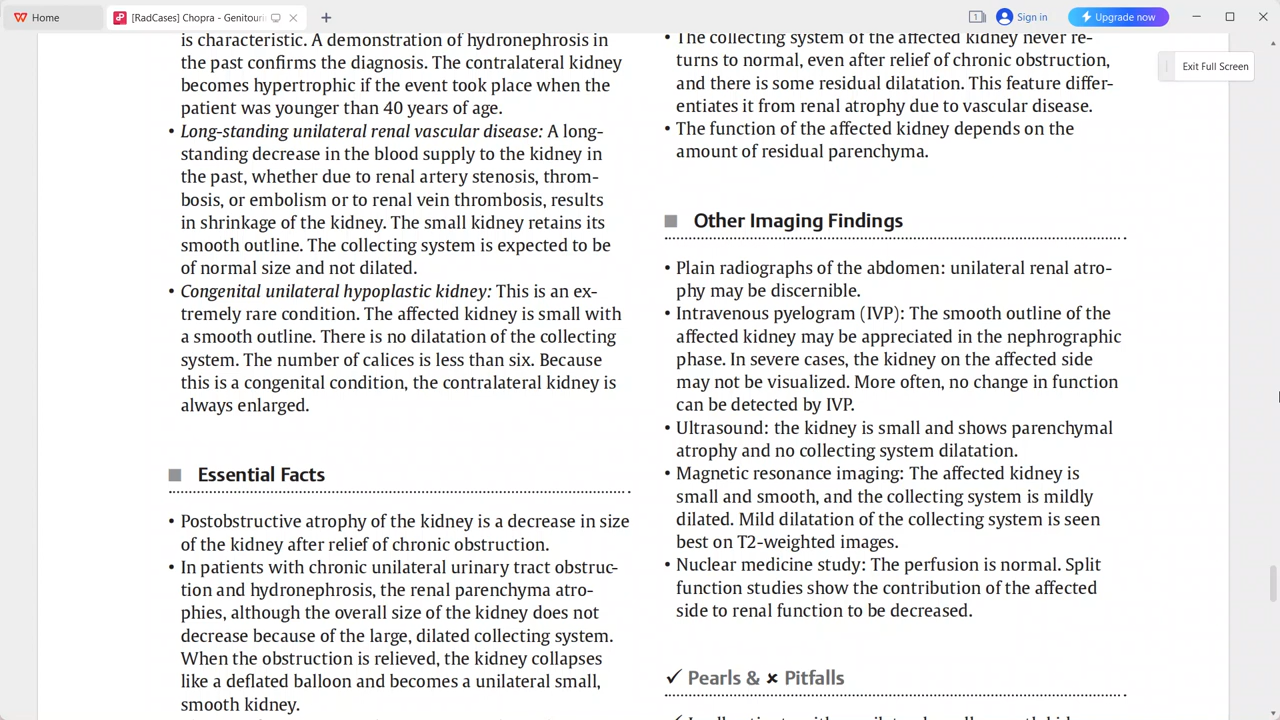 Home
[RadCases] Chopra - Genitouri
1
Sign in
Upgrade now
Exit Full Screen
is characteristic. A demonstration of hydronephrosis in
the past confirms the diagnosis. The contralateral kidney
becomes hypertrophic if the event took place when the
patient was younger than 40 years of age.
• Long-standing unilateral renal vascular disease: A long-
standing decrease in the blood supply to the kidney in
the past, whether due to renal artery stenosis, throm-
bosis, or embolism or to renal vein thrombosis, results
in shrinkage of the kidney. The small kidney retains its
smooth outline. The collecting system is expected to be
of normal size and not dilated.
• Congenital unilateral hypoplastic kidney: This is an ex-
tremely rare condition. The affected kidney is small with
a smooth outline. There is no dilatation of the collecting
system. The number of calices is less than six. Because
this is a congenital condition, the contralateral kidney is
always enlarged.
Essential Facts
• Postobstructive atrophy of the kidney is a decrease in size
of the kidney after relief of chronic obstruction.
• In patients with chronic unilateral urinary tract obstruc-
tion and hydronephrosis, the renal parenchyma atro-
phies, although the overall size of the kidney does not
decrease because of the large, dilated collecting system.
When the obstruction is relieved, the kidney collapses
like a deflated balloon and becomes a unilateral small,
smooth kidney.
• The collecting system of the affected kidney never re-
turns to normal, even after relief of chronic obstruction,
and there is some residual dilatation. This feature differ-
entiates it from renal atrophy due to vascular disease.
• The function of the affected kidney depends on the
amount of residual parenchyma.
Other Imaging Findings
• Plain radiographs of the abdomen: unilateral renal atro-
phy may be discernible.
• Intravenous pyelogram (IVP): The smooth outline of the
affected kidney may be appreciated in the nephrographic
phase. In severe cases, the kidney on the affected side
may not be visualized. More often, no change in function
can be detected by IVP.
• Ultrasound: the kidney is small and shows parenchymal
atrophy and no collecting system dilatation.
• Magnetic resonance imaging: The affected kidney is
small and smooth, and the collecting system is mildly
dilated. Mild dilatation of the collecting system is seen
best on T2-weighted images.
• Nuclear medicine study: The perfusion is normal. Split
function studies show the contribution of the affected
side to renal function to be decreased.
✓ Pearls & ✗ Pitfalls